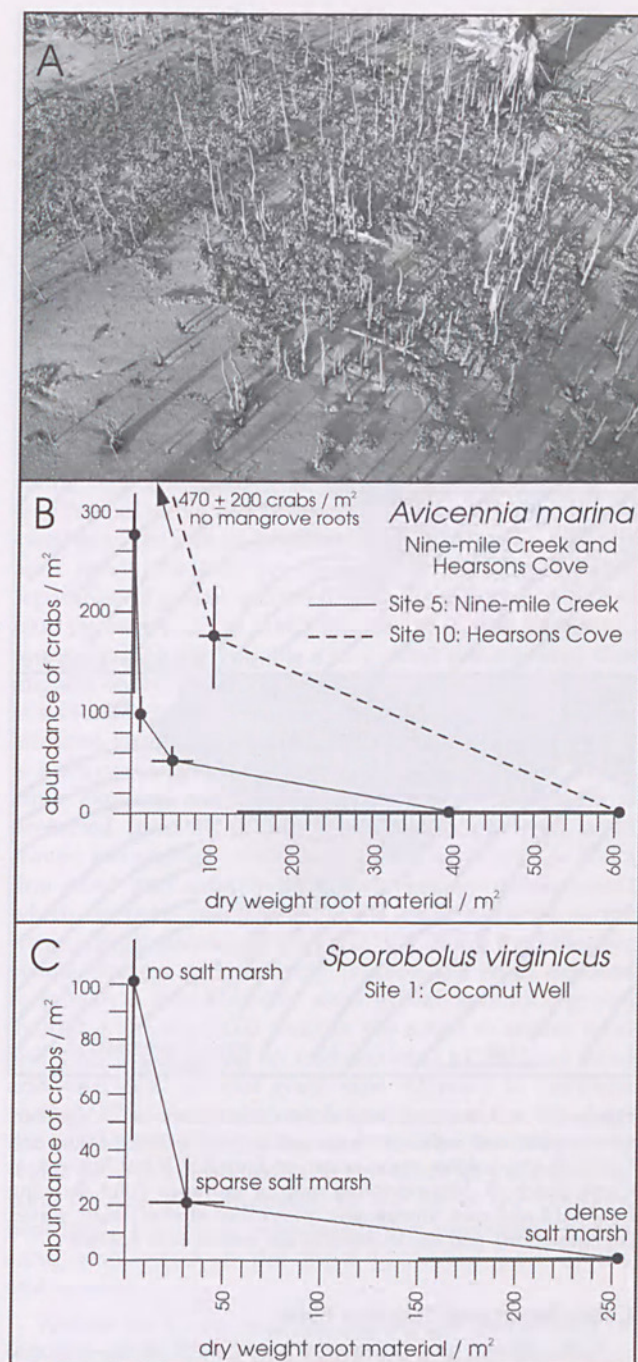 A
B
470 ± 200 crabs / m²
no mangrove roots
Avicennia marina
Nine-mile Creek and
Hearsons Cove
Site 5: Nine-mile Creek
Site 10: Hearsons Cove
300
200
100
0
abundance of crabs / m²
100
200
300
400
500
600
dry weight root material / m²
C
no salt marsh
Sporobolus virginicus
Site 1: Coconut Well
100
80
60
40
20
0
abundance of crabs / m²
sparse salt marsh
dense
salt marsh
50
100
150
200
250
dry weight root material / m²